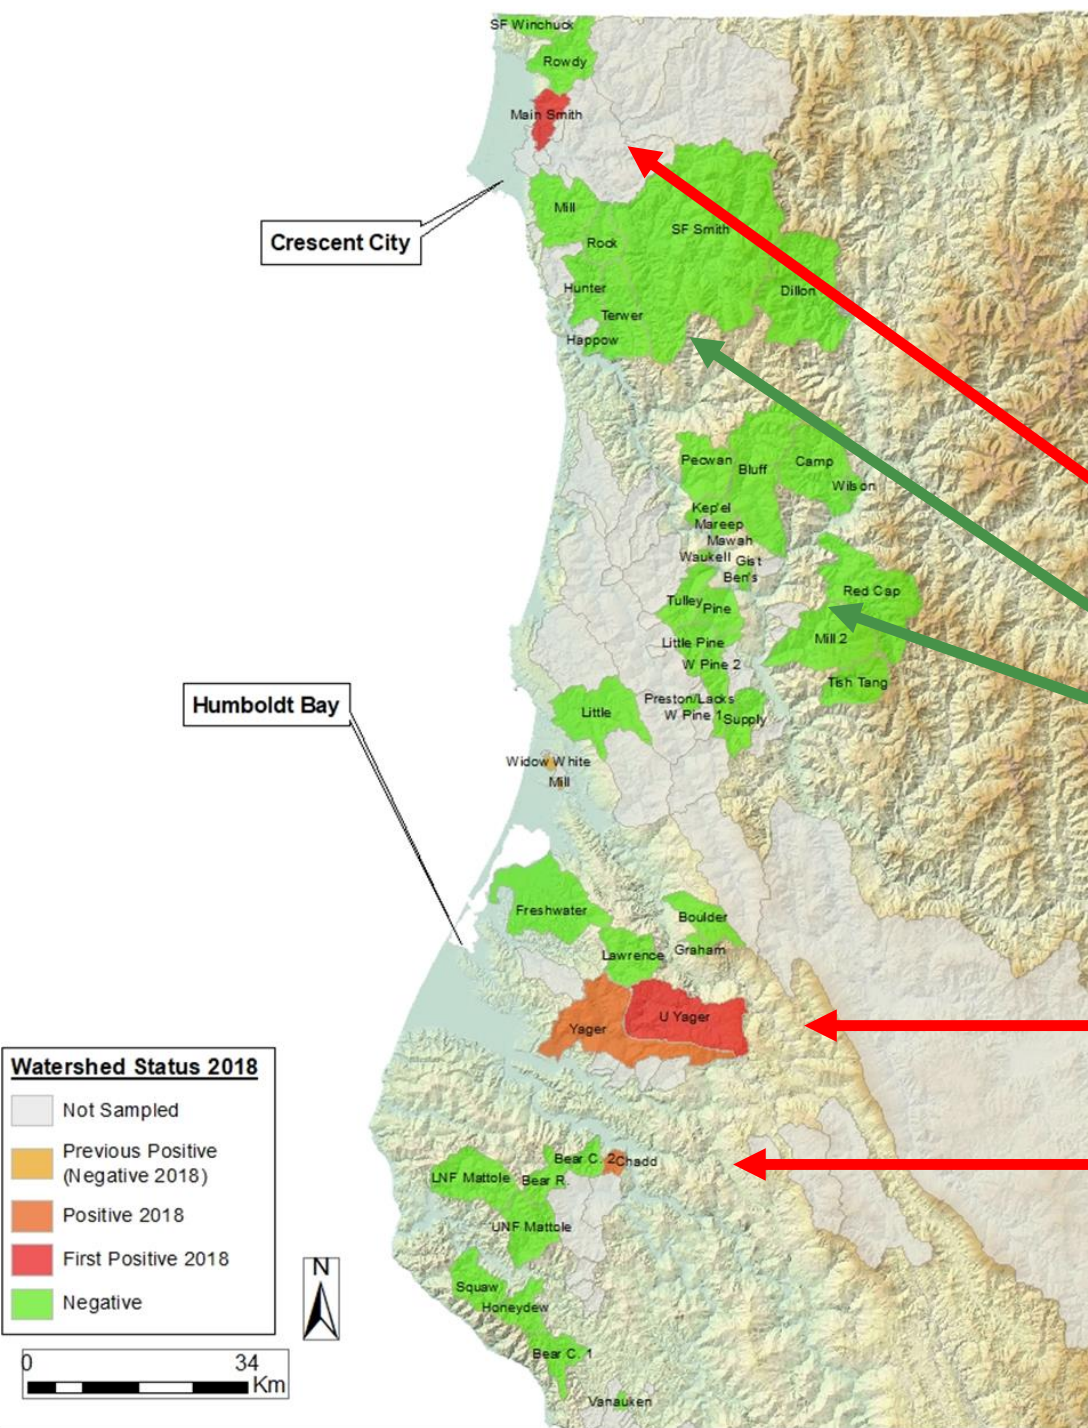 SF Winchuck
Rowdy
Main Smith
Mill
SF Smith
Crescent City
Rock
Hunter
Dillon
Terwer
Happow
Pecwan
Bluff
Camp
Wilson
Kep'el
Mareep
Mawah
Waukell
Gist
Ben's
Red Cap
Tulley
Pine
Mill 2
Little Pine
W Pine 2
Tish Tang
Preston/Lacks
Humboldt Bay
Little
W Pine 1
Supply
Widow White
Mill
Freshwater
Boulder
Graham
Lawrence
Yager
U Yager
Watershed Status 2018
Not Sampled
Previous Positive
(Negative 2018)
Positive 2018
First Positive 2018
Negative
Bear C. 2
Chadd
LNF Mattole
Bear R.
UNF Mattole
N
Squaw
Honeydew
Bear C. 1
0 34
Km
Vanauken